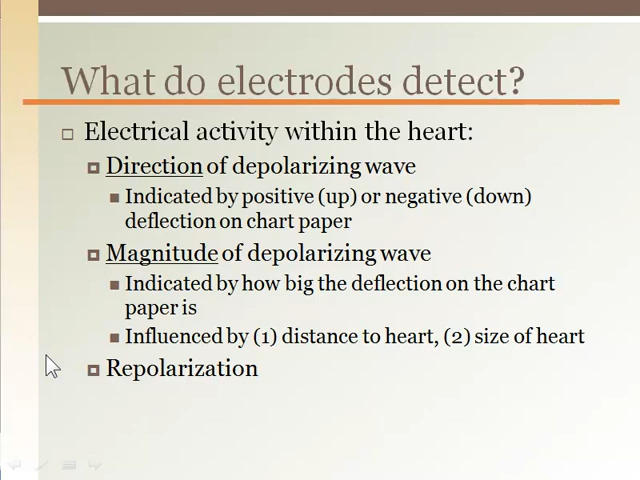 What do electrodes detect?
Electrical activity within the heart:
Direction of depolarizing wave
Indicated by positive (up) or negative (down)
deflection on chart paper
Magnitude of depolarizing wave
Indicated by how big the deflection on the chart
paper is
Influenced by (1) distance to heart, (2) size of heart
Repolarization